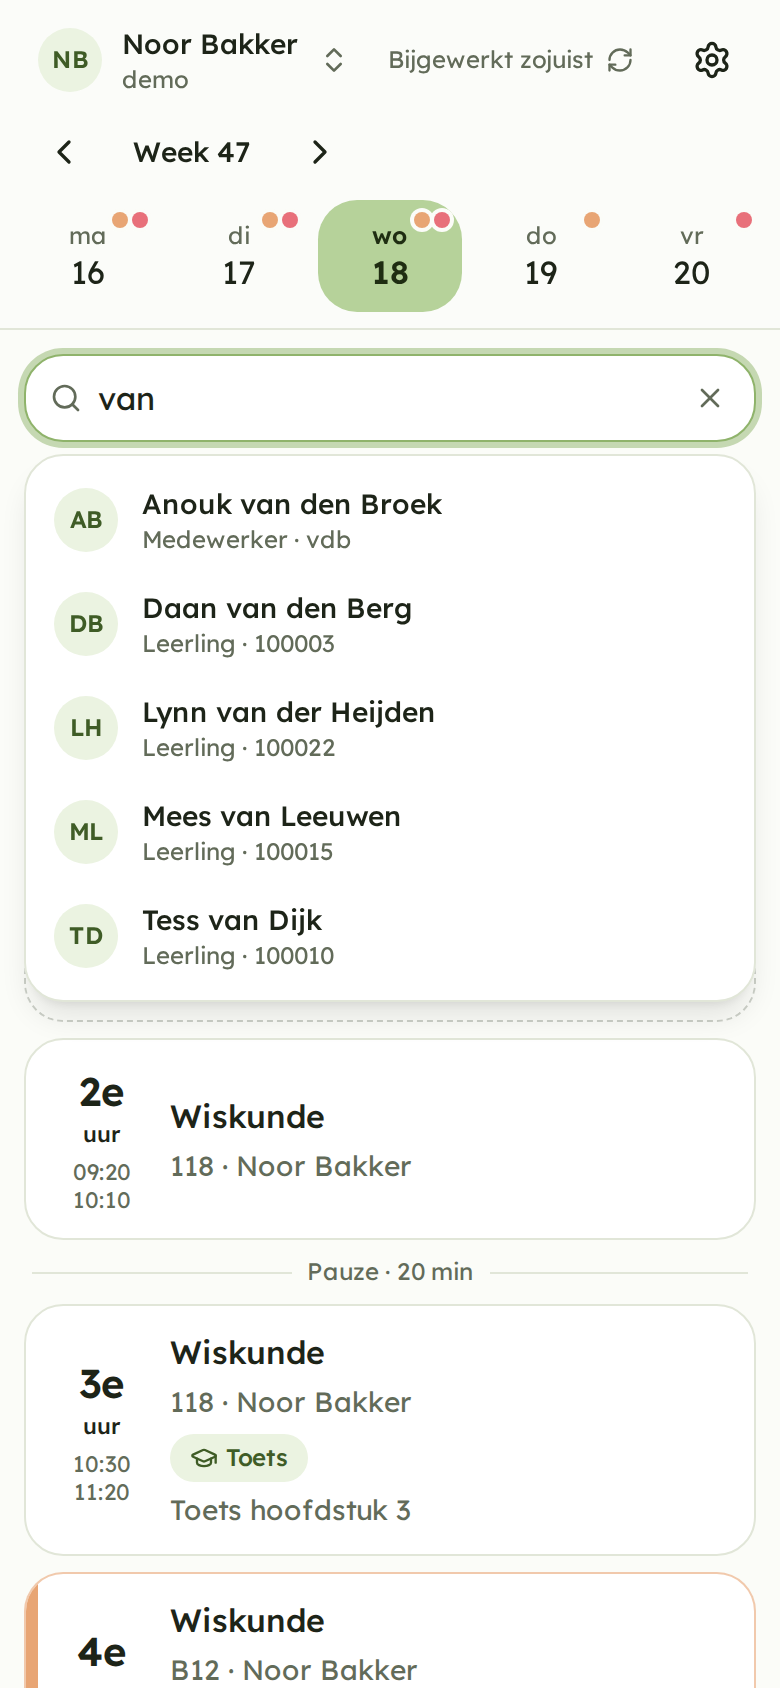 NB
Noor Bakker
demo
Bijgewerkt zojuist
Week 47
ma
16
di
17
wo
18
do
19
vr
20
van
AB
Anouk van den Broek
Medewerker · vdb
DB
Daan van den Berg
Leerling · 100003
LH
Lynn van der Heijden
Leerling · 100022
ML
Mees van Leeuwen
Leerling · 100015
TD
Tess van Dijk
Leerling · 100010
2e
uur
09:20
10:10
Wiskunde
118 · Noor Bakker
Pauze · 20 min
3e
uur
10:30
11:20
Wiskunde
118 · Noor Bakker
Toets
Toets hoofdstuk 3
4e
Wiskunde
B12 · Noor Bakker